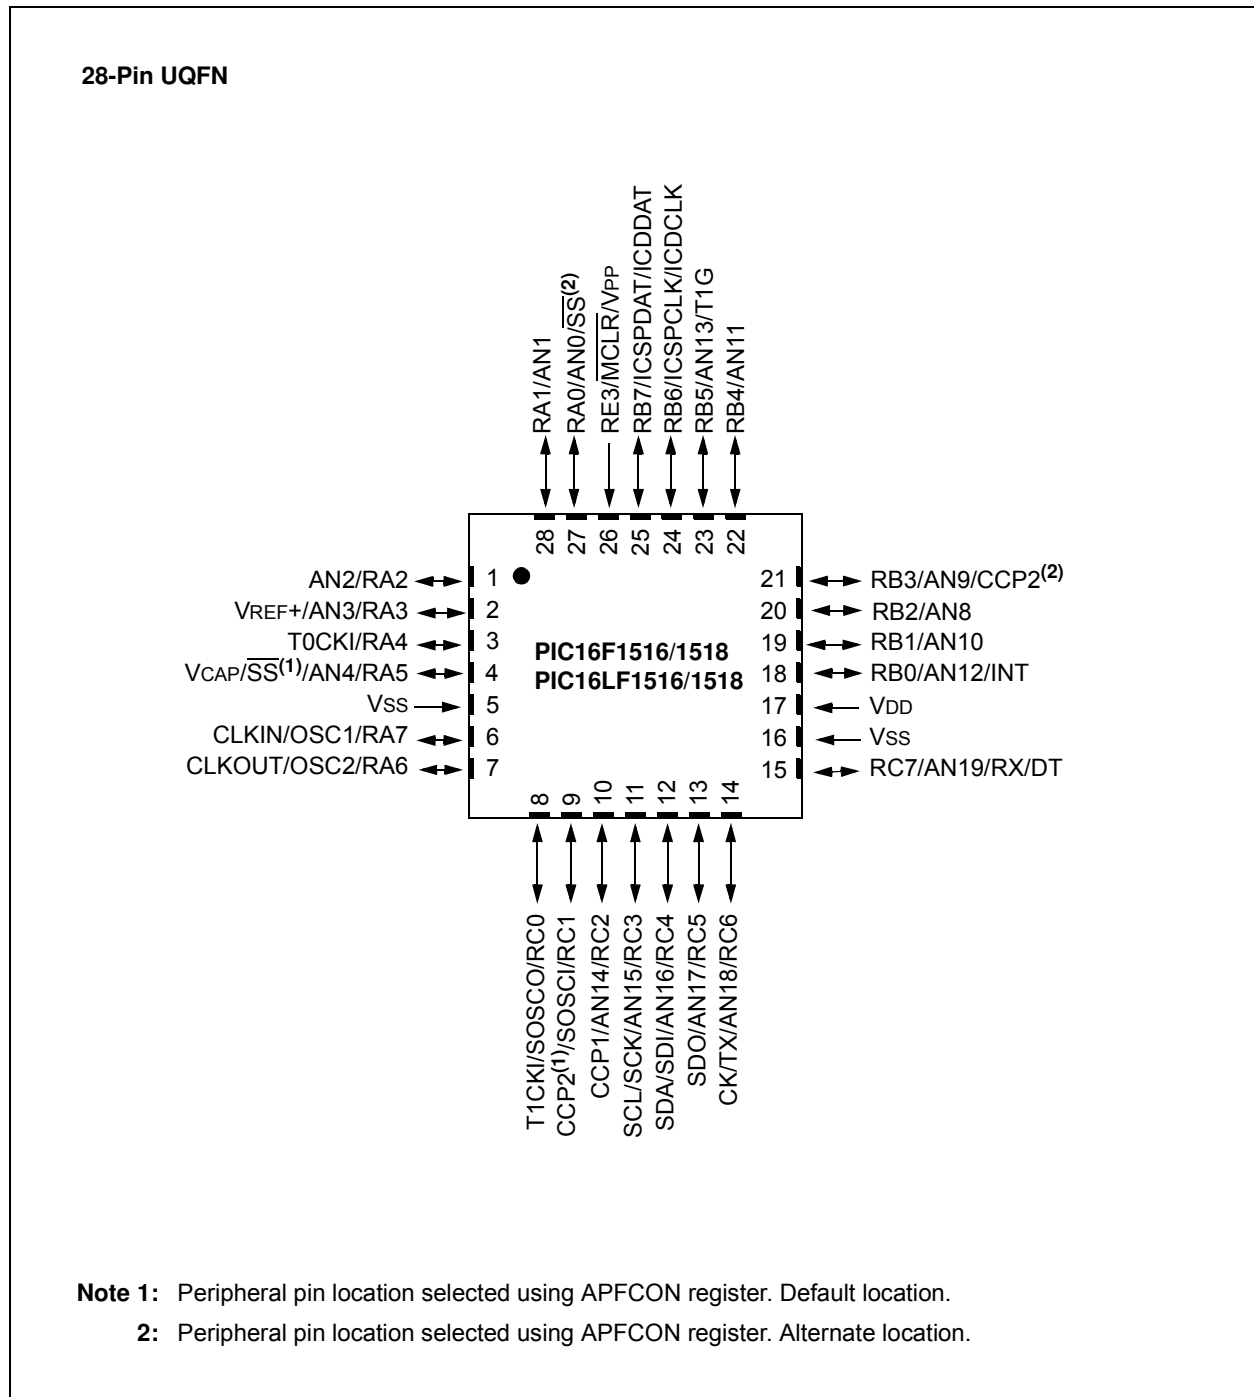 28-Pin UQFN
RA1/AN1
RA0/AN0/SS(2)
RE3/MCLR/VPP
RB7/ICSPDAT/ICDDAT
RB6/ICSPCLK/ICDCLK
RB5/AN13/T1G
RB4/AN11
28
27
26
25
24
23
22
AN2/RA2
VREF+/AN3/RA3
T0CKI/RA4
VCAP/SS(1)/AN4/RA5
VSS
CLKIN/OSC1/RA7
CLKOUT/OSC2/RA6
1
2
3
4
5
6
7
PIC16F1516/1518
PIC16LF1516/1518
21
20
19
18
17
16
15
RB3/AN9/CCP2(2)
RB2/AN8
RB1/AN10
RB0/AN12/INT
VDD
VSS
RC7/AN19/RX/DT
8
9
10
11
12
13
14
T1CKI/SOSCO/RC0
CCP2(1)/SOSCI/RC1
CCP1/AN14/RC2
SCL/SCK/AN15/RC3
SDA/SDI/AN16/RC4
SDO/AN17/RC5
CK/TX/AN18/RC6
Note 1: Peripheral pin location selected using APFCON register. Default location.
2: Peripheral pin location selected using APFCON register. Alternate location.